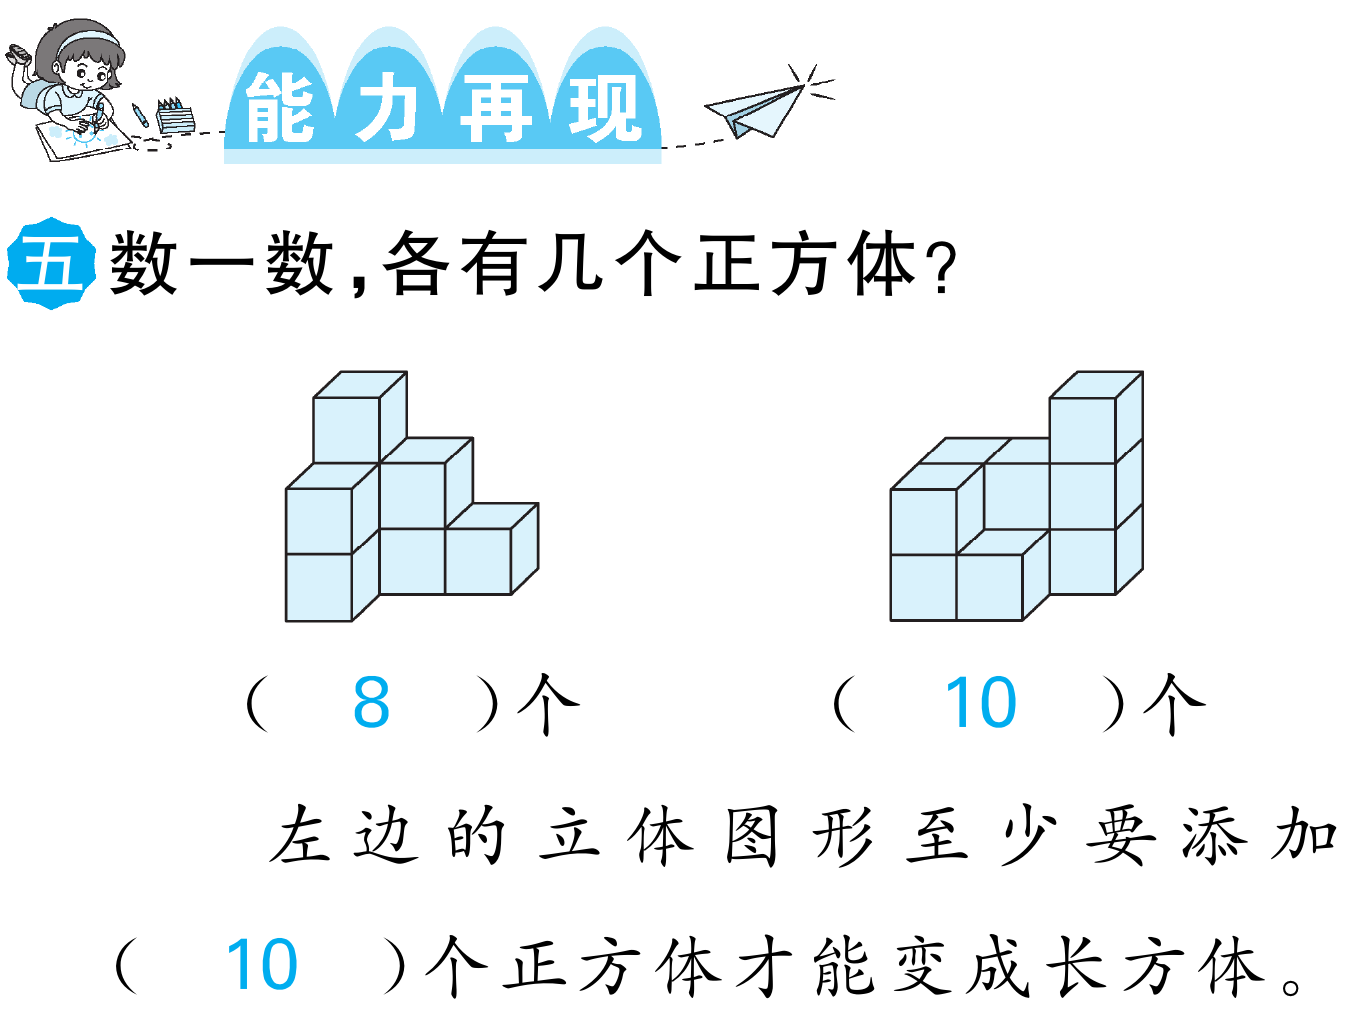 能力再现
五 数一数,各有几个正方体?
( 8 )个 ( 10 )个
左边的立体图形至少要添加
( 10 )个正方体才能变成长方体。